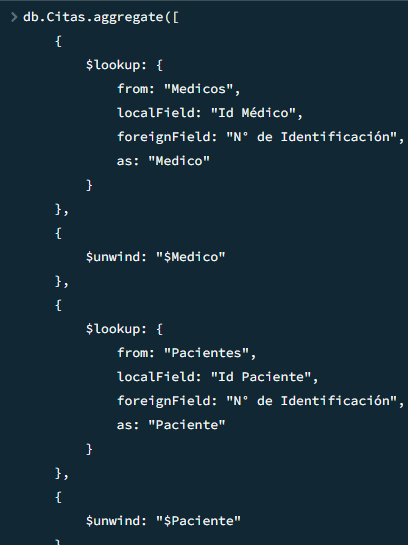 > db.Citas.aggregate([
{
$lookup: {
from: "Medicos",
localField: "Id Médico",
foreignField: "N° de Identificación",
as: "Medico"
}
},
{
$unwind: "$Medico"
},
{
$lookup: {
from: "Pacientes",
localField: "Id Paciente",
foreignField: "N° de Identificación",
as: "Paciente"
}
},
{
$unwind: "$Paciente"
}